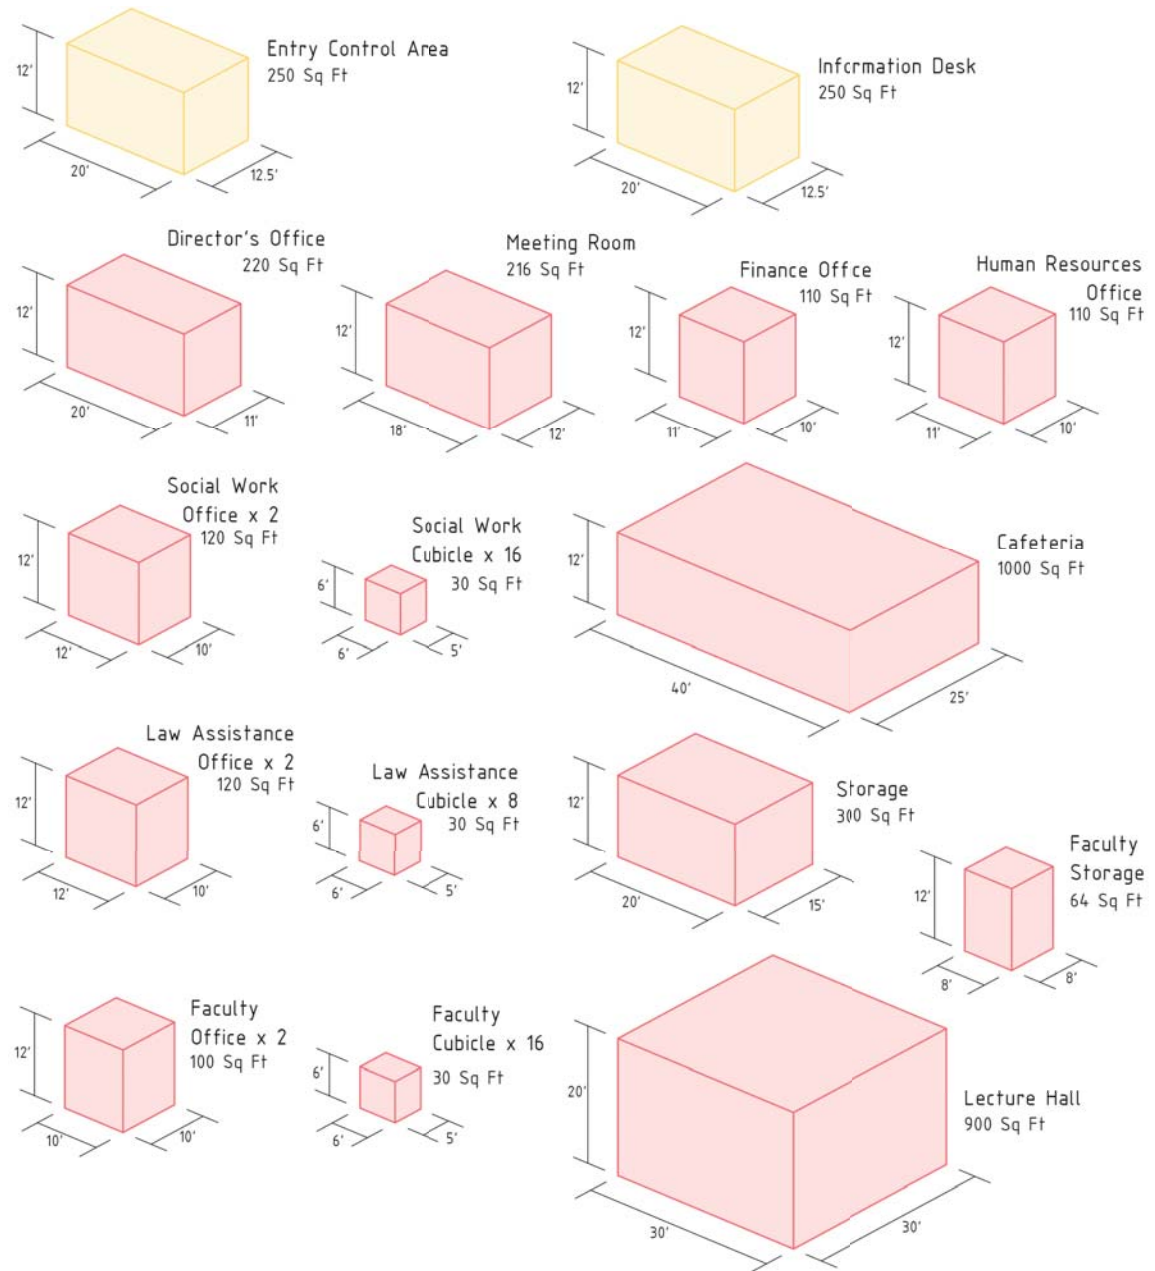 12'
Entry Control Area
250 Sq Ft
20'
12.5'
12'
Information Desk
250 Sq Ft
20'
12.5'
Director's Office
220 Sq Ft
12'
20'
11'
Meeting Room
216 Sq Ft
12'
18'
12'
Finance Office
110 Sq Ft
12'
11'
10'
Human Resources
Office
110 Sq Ft
12'
11'
10'
Social Work
Office x 2
120 Sq Ft
12'
12'
10'
Social Work
Cubicle x 16
30 Sq Ft
6'
6'
5'
12'
Cafeteria
1000 Sq Ft
40'
25'
Law Assistance
Office x 2
120 Sq Ft
12'
12'
10'
Law Assistance
Cubicle x 8
30 Sq Ft
6'
6'
5'
12'
Storage
300 Sq Ft
20'
15'
Faculty
Storage
64 Sq Ft
12'
8'
8'
Faculty
Office x 2
100 Sq Ft
12'
10'
10'
Faculty
Cubicle x 16
30 Sq Ft
6'
6'
5'
20'
Lecture Hall
900 Sq Ft
30'
30'